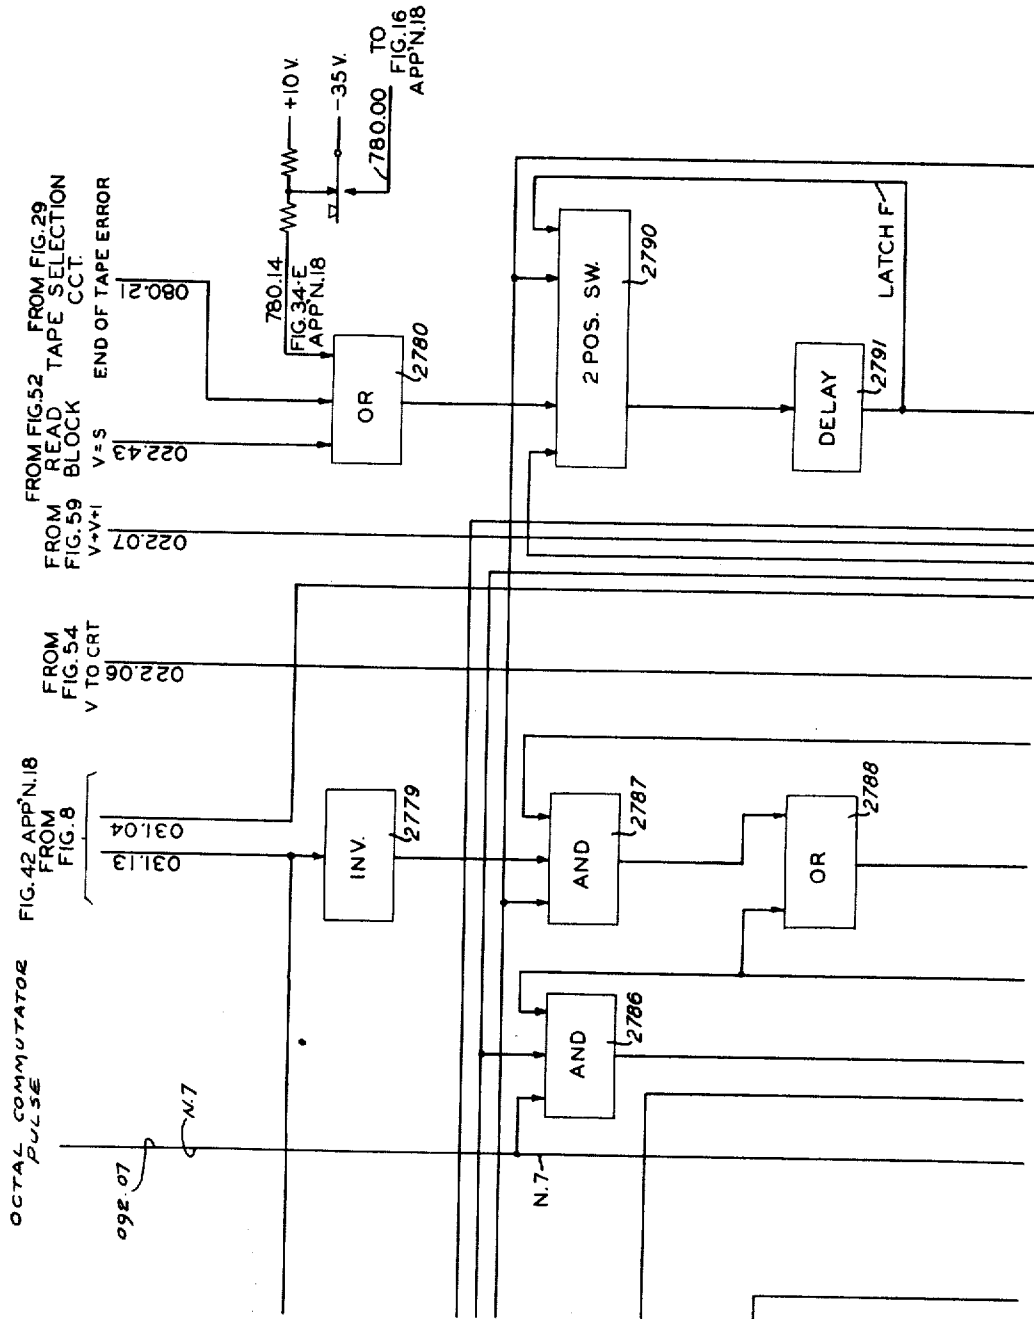 OCTAL COMMUTATOR
PULSE
092.07
N.7
FIG.42 APP'N.18
FROM
FIG.8
031.13
031.04
FROM
FIG.54
V TO CRT
022.06
FROM
FIG.59
V→V+1
022.07
FROM FIG.52
READ
BLOCK
V=S
022.43
FROM FIG.29
TAPE SELECTION
CCT.
END OF TAPE ERROR
080.21
780.14
FIG.34-E
APP'N.18
+10V.
-35V.
780.00 TO
FIG.16
APP'N.18
INV.
2779
OR
2780
N.7
AND
2786
AND
2787
2 POS. SW.
2790
OR
2788
DELAY
2791
LATCH F